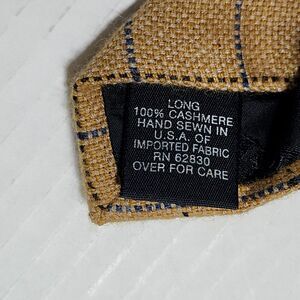 LONG
100% CASHMERE
HAND SEWN IN
U.S.A. OF
IMPORTED FABRIC
RN 62830
OVER FOR CARE